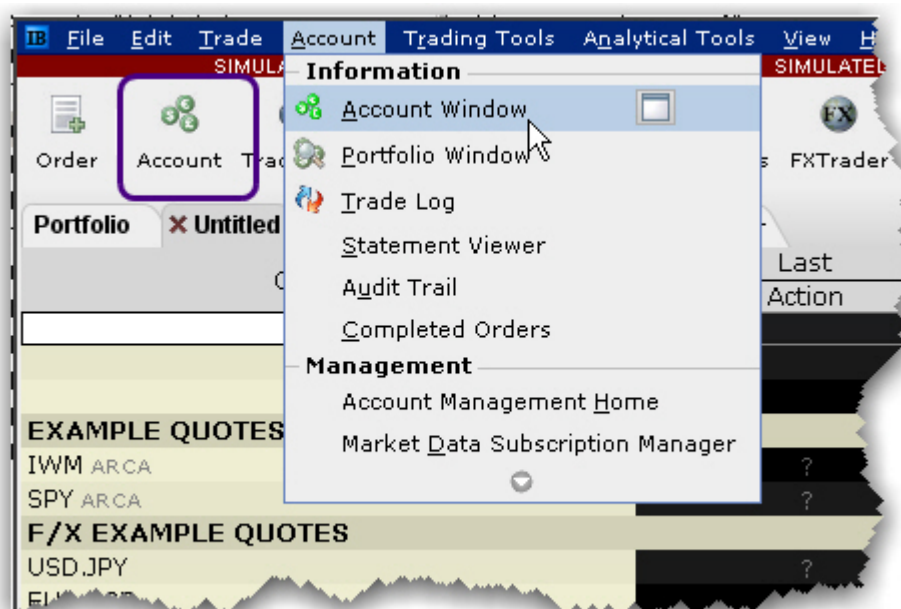 IB File Edit Trade Account Trading Tools Analytical Tools View
Information
Account Window
Order Account FX FXTrader
Portfolio Window
Trade Log
Portfolio Untitled
Statement Viewer
Last
Audit Trail
Action
Completed Orders
Management
Account Management Home
EXAMPLE QUOTES
Market Data Subscription Manager
IWM ARCA ?
SPY ARCA ?
F/X EXAMPLE QUOTES
USD.JPY ?